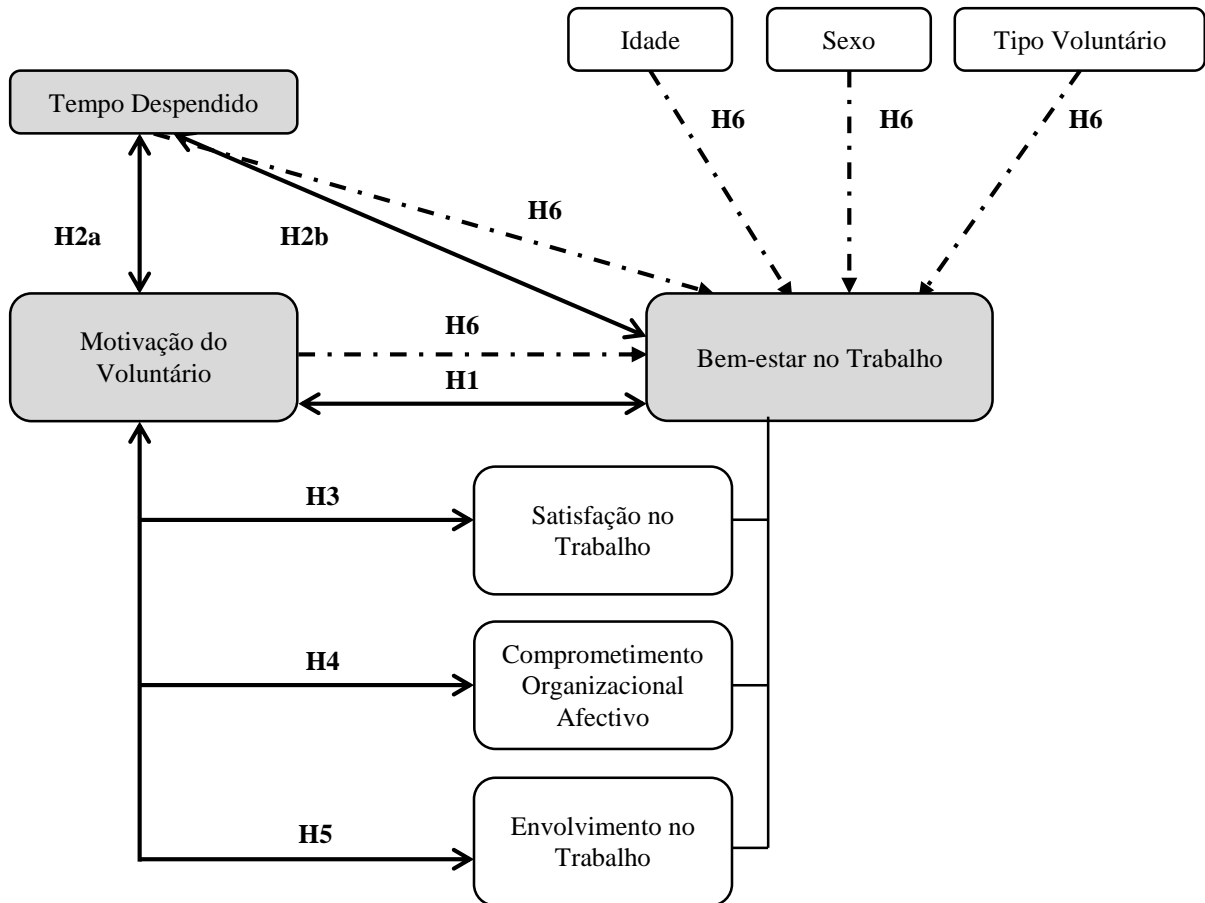 Idade
Sexo
Tipo Voluntário
Tempo Despendido
H6
H6
H6
H6
H2a
H2b
Motivação do
Voluntário
H6
H1
Bem-estar no Trabalho
H3
Satisfação no
Trabalho
H4
Comprometimento
Organizacional
Afectivo
H5
Envolvimento no
Trabalho